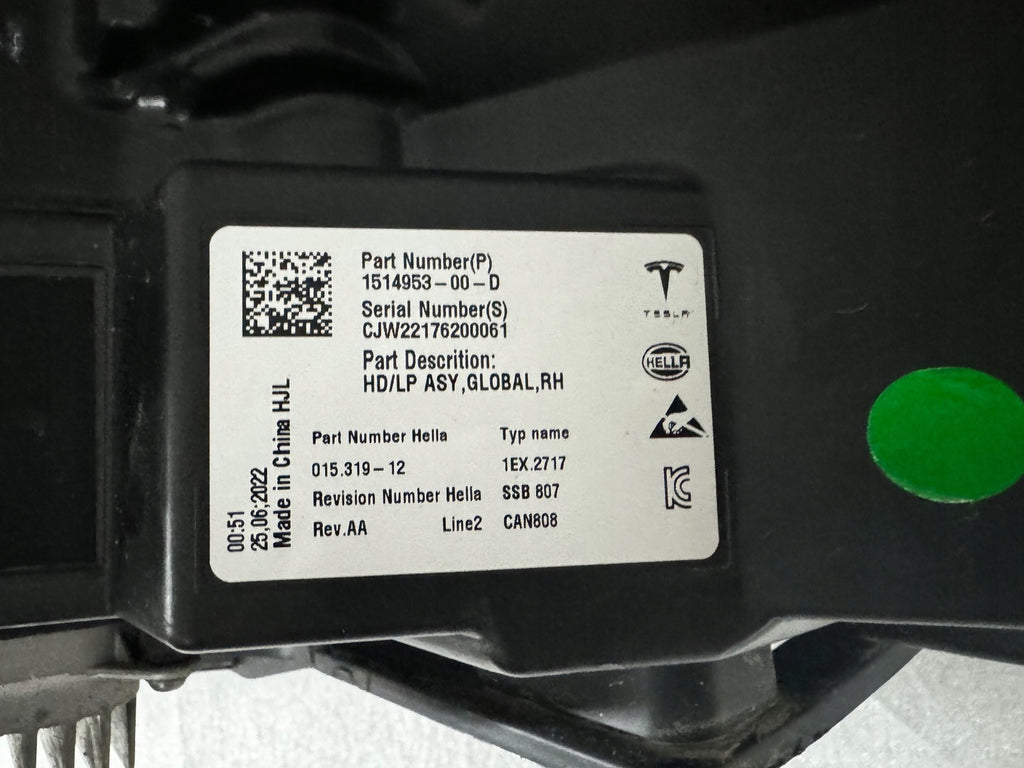 Part Number(P)
1514953-00-D
Serial Number(S)
CJW22176200061
Part Descrition:
HD/LP ASY,GLOBAL,RH
TESLA
HELLA
Part Number Hella
Typ name
015.319-12
1EX.2717
Revision Number Hella
SSB 807
Rev.AA
Line2
CAN808
00:51
25,06;2022
Made in China HJL